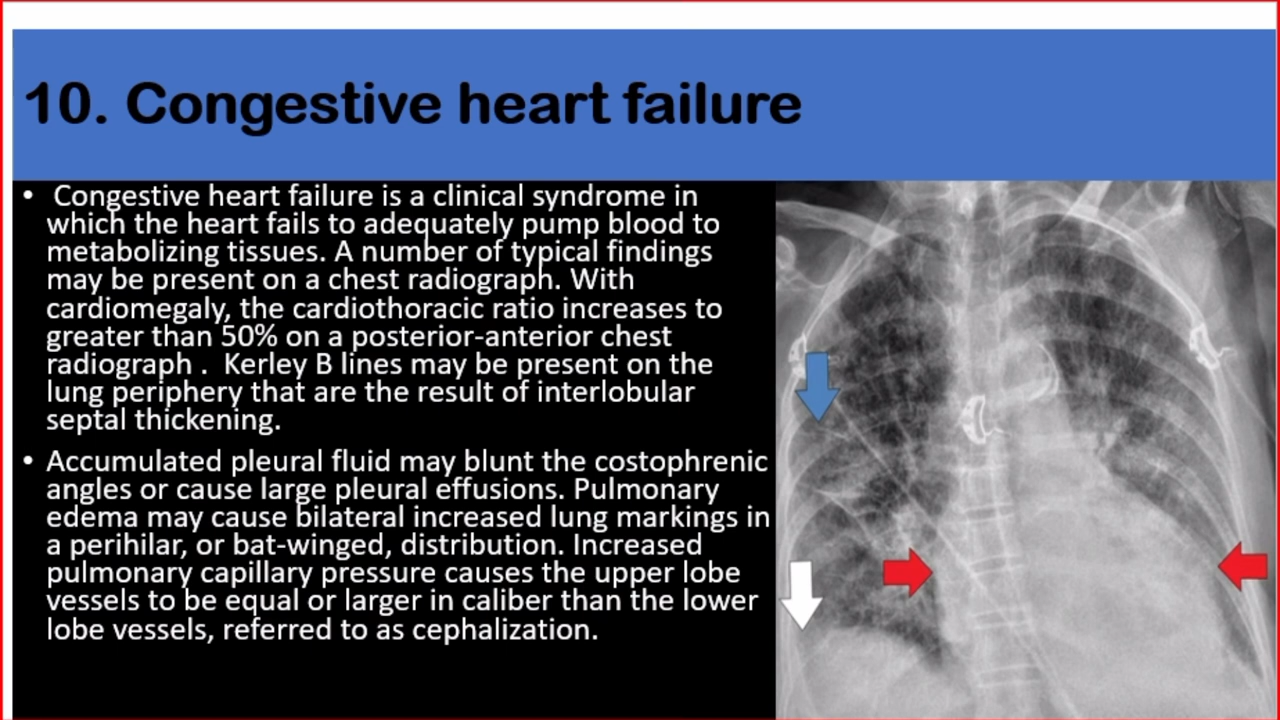 10. Congestive heart failure
• Congestive heart failure is a clinical syndrome in
which the heart fails to adequately pump blood to
metabolizing tissues. A number of typical findings
may be present on a chest radiograph. With
cardiomegaly, the cardiothoracic ratio increases to
greater than 50% on a posterior-anterior chest
radiograph . Kerley B lines may be present on the
lung periphery that are the result of interlobular
septal thickening.
• Accumulated pleural fluid may blunt the costophrenic
angles or cause large pleural effusions. Pulmonary
edema may cause bilateral increased lung markings in
a perihilar, or bat-winged, distribution. Increased
pulmonary capillary pressure causes the upper lobe
vessels to be equal or larger in caliber than the lower
lobe vessels, referred to as cephalization.